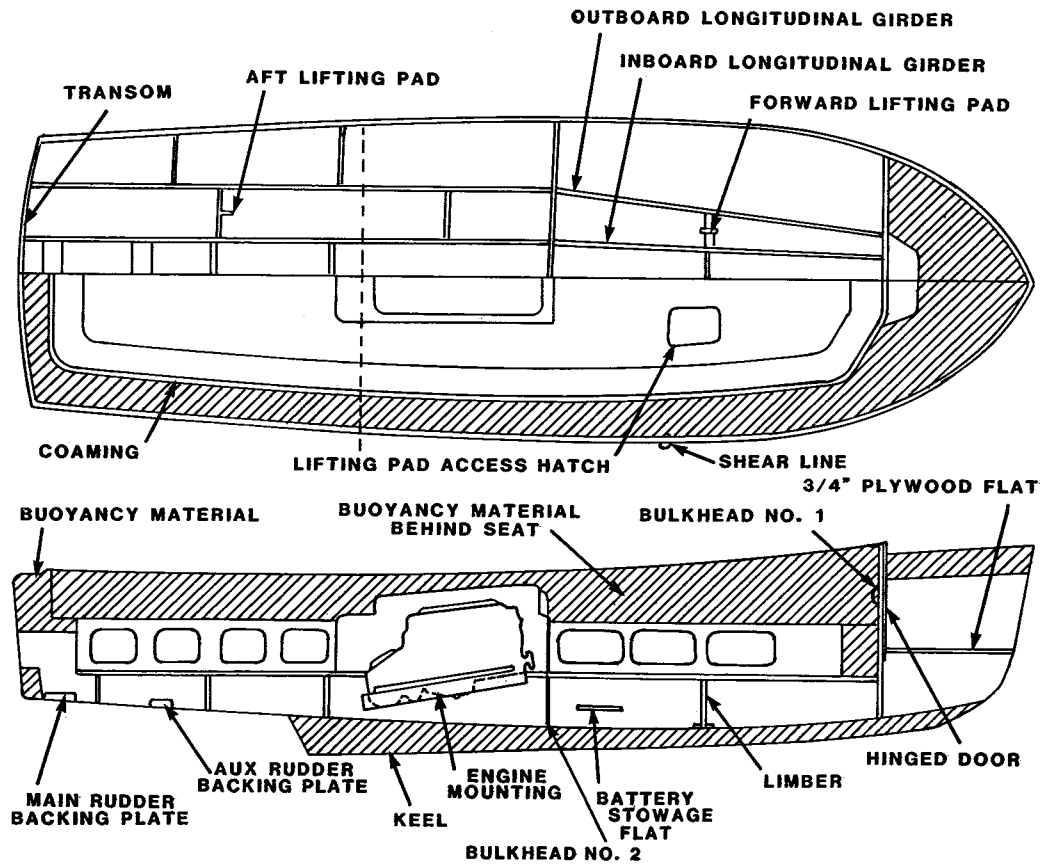 OUTBOARD LONGITUDINAL GIRDER
INBOARD LONGITUDINAL GIRDER
AFT LIFTING PAD
TRANSOM
FORWARD LIFTING PAD
COAMING
LIFTING PAD ACCESS HATCH
SHEAR LINE
3/4" PLYWOOD FLAT
BUOYANCY MATERIAL
BUOYANCY MATERIAL
BEHIND SEAT
BULKHEAD NO. 1
HINGED DOOR
LIMBER
AUX RUDDER
BACKING PLATE
ENGINE
MOUNTING
MAIN RUDDER
BACKING PLATE
KEEL
BATTERY
STOWAGE
FLAT
BULKHEAD NO. 2